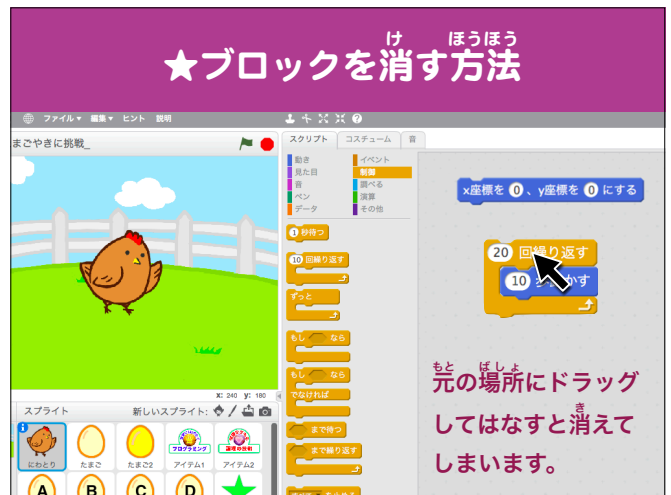 ★ブロックを消す方法
け ほうほう
ファイル▼ 編集▼ ヒント 説明
まごやきに挑戦_
スクリプト コスチューム 音
動き イベント
見た目 制御
音 調べる
ペン 演算
データ その他
1 秒待つ
10 回繰り返す
ずっと
もし なら
もし なら
でなければ
まで待つ
まで繰り返す
x座標を 0 、y座標を 0 にする
20 回繰り返す
10 かす
X: 240 y: 180
スプライト 新しいスプライト:
にわとり たまご たまご2 アイテム1 アイテム2
プログラミング
A B C D
元の場所にドラッグ
もと ばしょ
してはなすと消えて
き
しまいます。